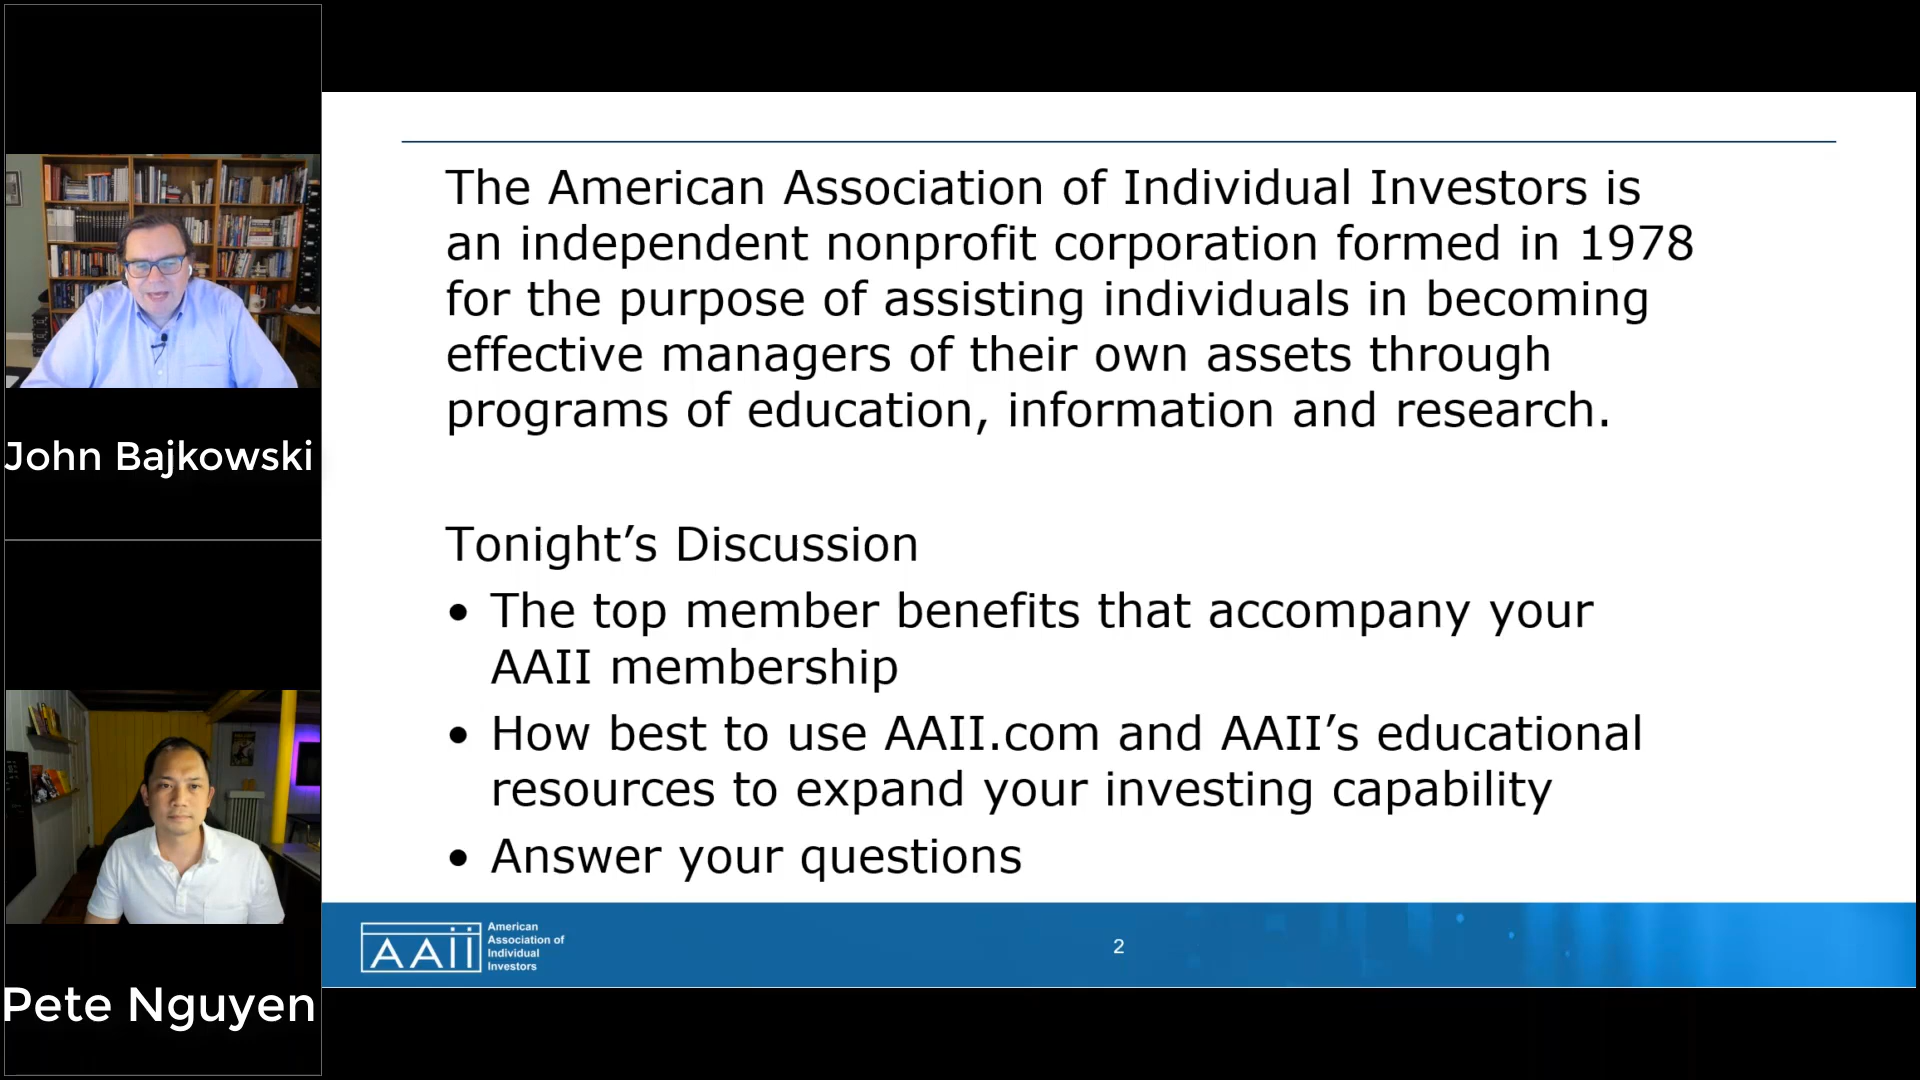 John Bajkowski
Pete Nguyen
The American Association of Individual Investors is
an independent nonprofit corporation formed in 1978
for the purpose of assisting individuals in becoming
effective managers of their own assets through
programs of education, information and research.
Tonight’s Discussion
• The top member benefits that accompany your
AAII membership
• How best to use AAII.com and AAII’s educational
resources to expand your investing capability
• Answer your questions
AAii
American
Association of
Individual
Investors
2